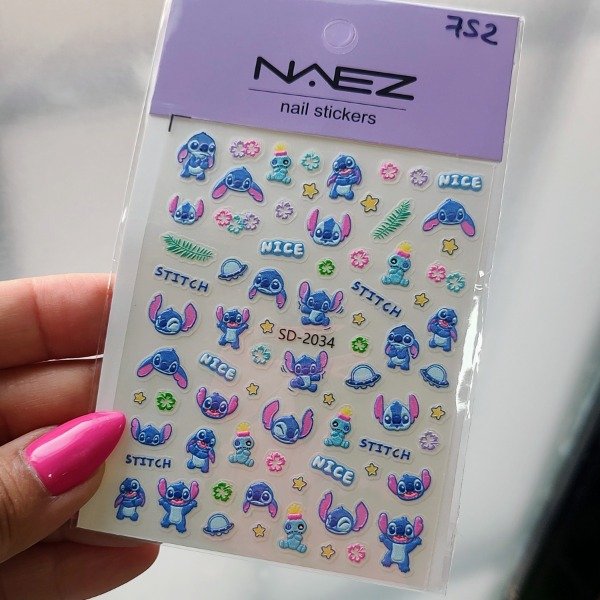 752
NAEZ
nail stickers
NICE
NICE
STITCH
STITCH
SD-2034
NICE
STITCH
NICE
STITCH